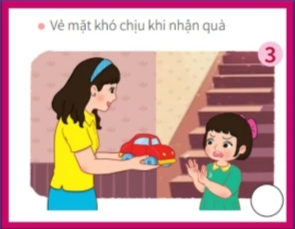 Vẻ mặt khó chịu khi nhận quà
3